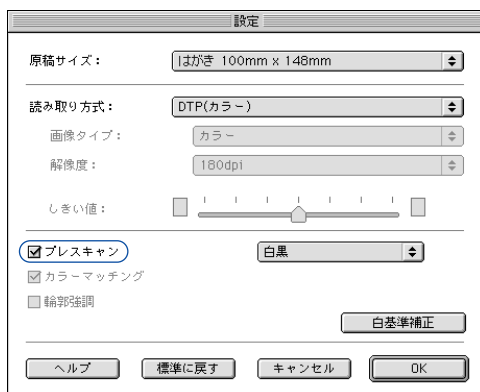 設定
原稿サイズ： はがき 100mm x 148mm
読み取り方式： DTP(カラー)
画像タイプ： カラー
解像度： 180dpi
しきい値：
プレスキャン 白黒
カラーマッチング
輪郭強調
白基準補正
ヘルプ 標準に戻す キャンセル OK